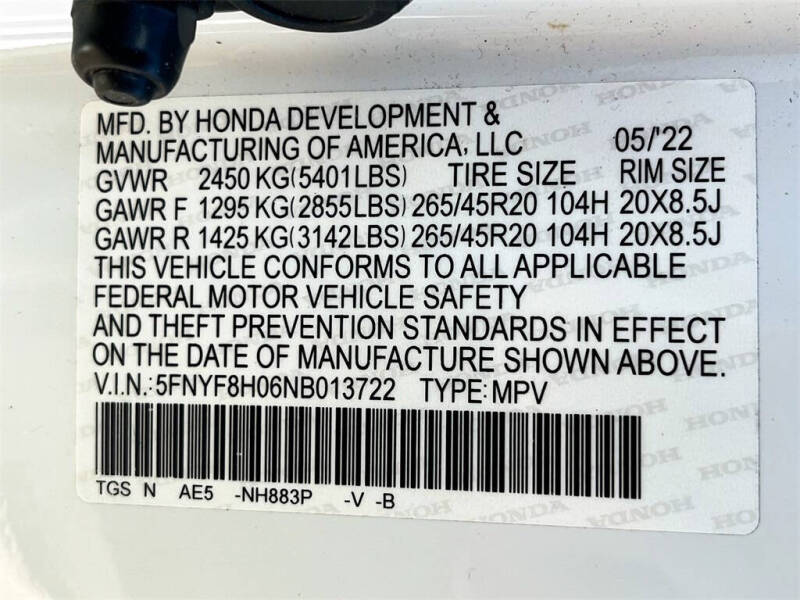 MFD. BY HONDA DEVELOPMENT &
MANUFACTURING OF AMERICA, LLC 05/'22
GVWR 2450 KG(5401LBS) TIRE SIZE RIM SIZE
GAWR F 1295 KG(2855LBS) 265/45R20 104H 20X8.5J
GAWR R 1425 KG(3142LBS) 265/45R20 104H 20X8.5J
THIS VEHICLE CONFORMS TO ALL APPLICABLE
FEDERAL MOTOR VEHICLE SAFETY
AND THEFT PREVENTION STANDARDS IN EFFECT
ON THE DATE OF MANUFACTURE SHOWN ABOVE.
V.I.N.: 5FNYF8H06NB013722 TYPE: MPV
TGS N AE5 -NH883P -V -B